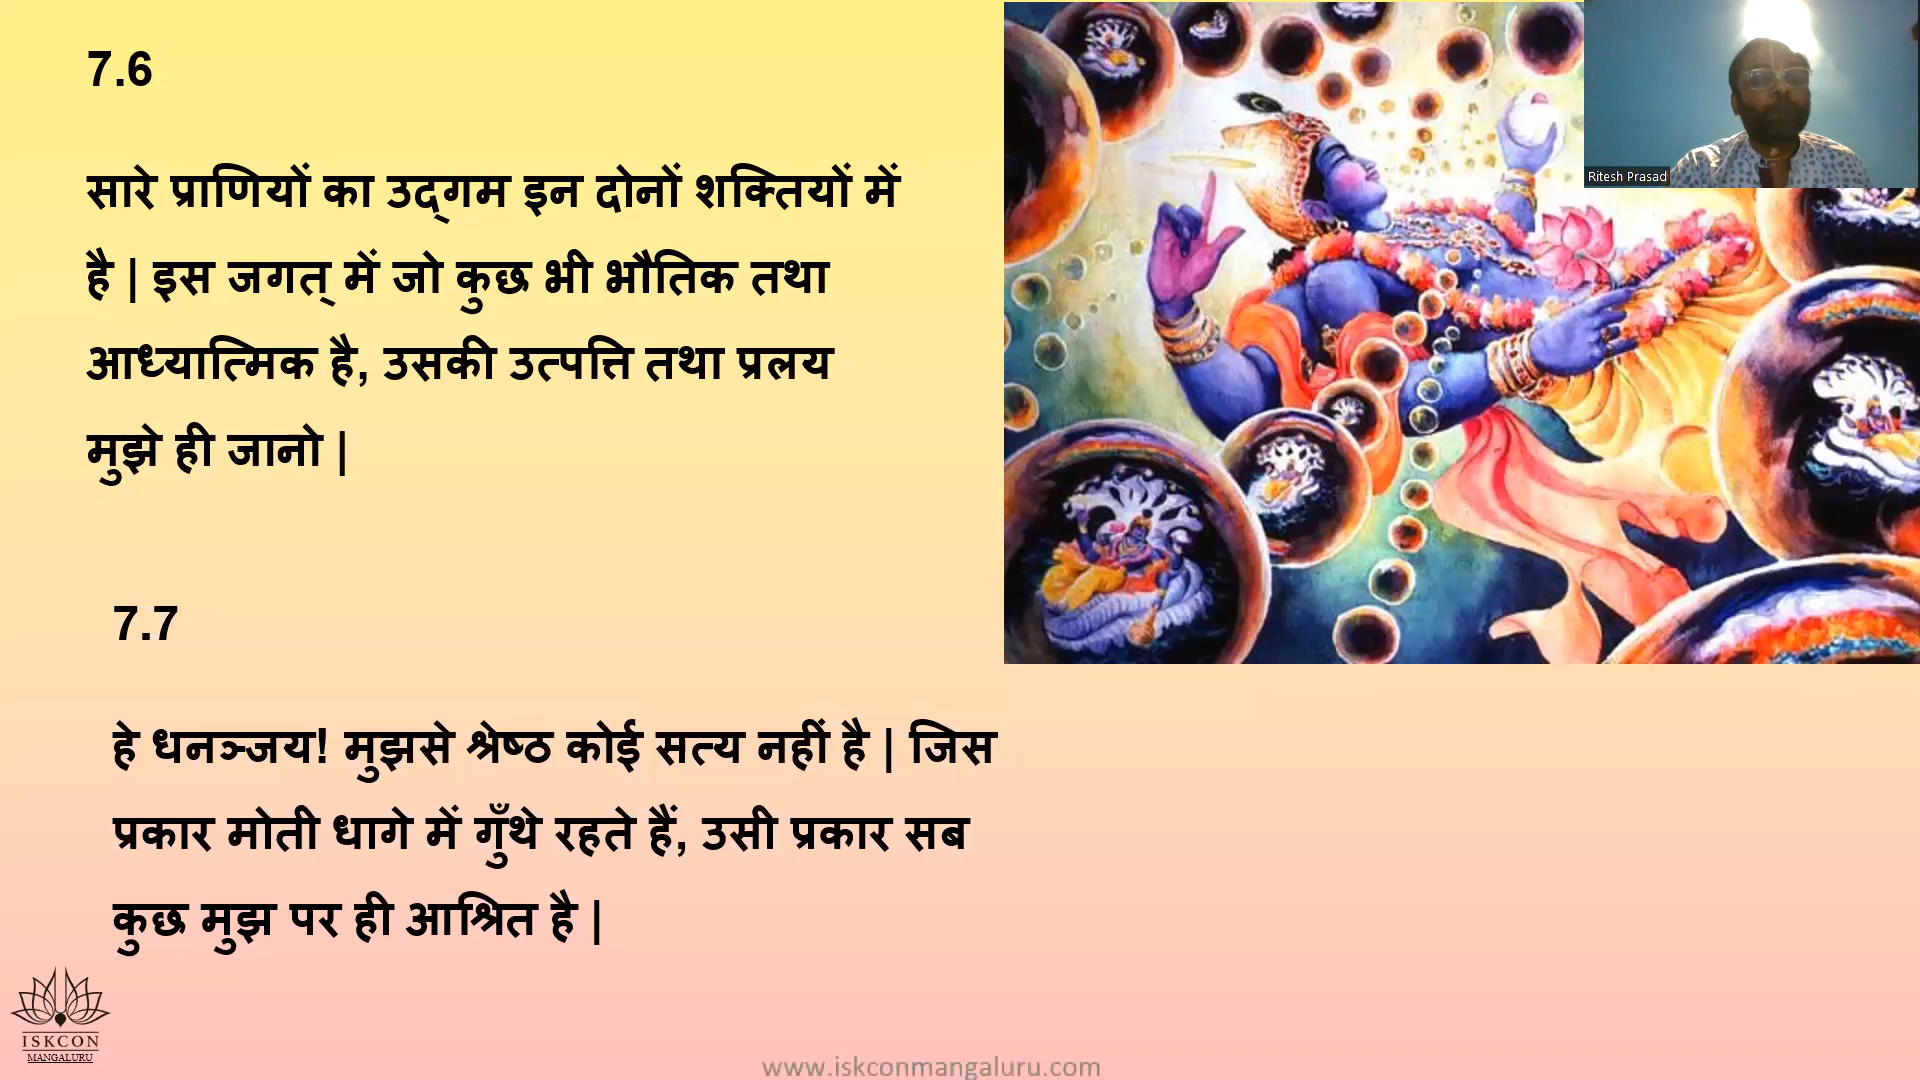 7.6
सारे प्राणियों का उद्‌गम इन दोनों शक्तियों में
है | इस जगत् में जो कुछ भी भौतिक तथा
आध्यात्मिक है, उसकी उत्पत्ति तथा प्रलय
मुझे ही जानो |
7.7
हे धनञ्जय! मुझसे श्रेष्ठ कोई सत्य नहीं है | जिस
प्रकार मोती धागे में गुँथे रहते हैं, उसी प्रकार सब
कुछ मुझ पर ही आश्रित है |
Ritesh Prasad
ISKCON
MANGALURU
www.iskconmangaluru.com